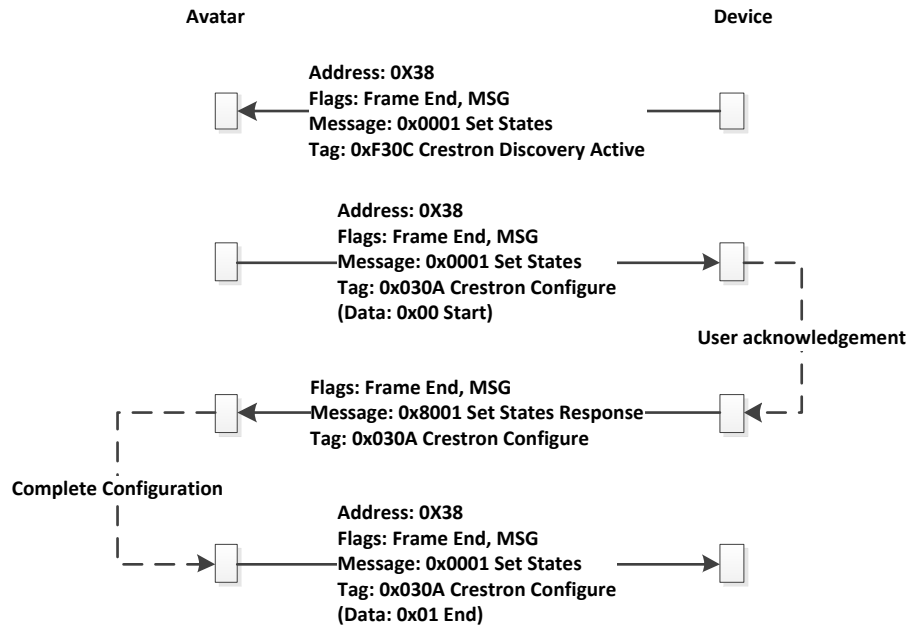 Avatar
Device
Address: 0X38
Flags: Frame End, MSG
Message: 0x0001 Set States
Tag: 0xF30C Crestron Discovery Active
Address: 0X38
Flags: Frame End, MSG
Message: 0x0001 Set States
Tag: 0x030A Crestron Configure
(Data: 0x00 Start)
User acknowledgement
Flags: Frame End, MSG
Message: 0x8001 Set States Response
Tag: 0x030A Crestron Configure
Complete Configuration
Address: 0X38
Flags: Frame End, MSG
Message: 0x0001 Set States
Tag: 0x030A Crestron Configure
(Data: 0x01 End)